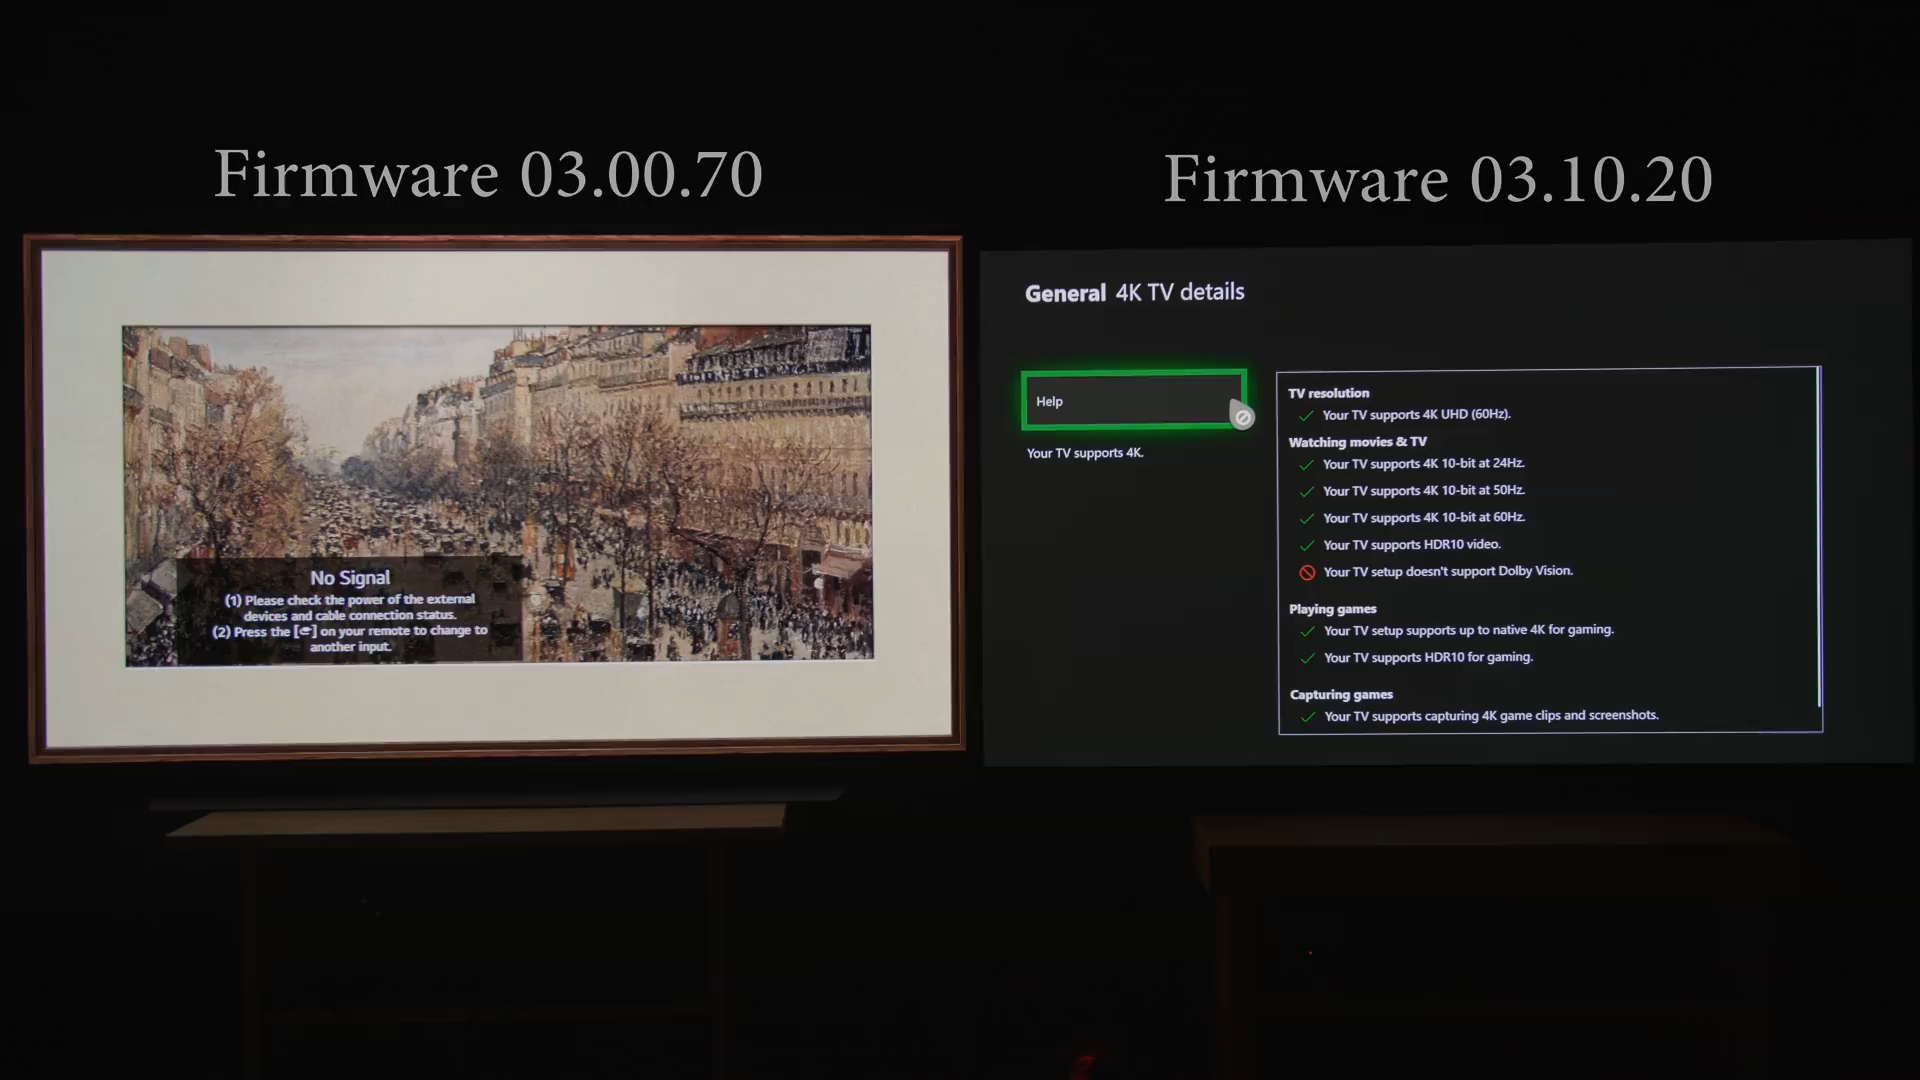 Firmware 03.00.70
No Signal
(1) Please check the power of the external
devices and cable connection status.
(2) Press the [ ] on your remote to change to
another input.
Firmware 03.10.20
General 4K TV details
Help
Your TV supports 4K.
TV resolution
Your TV supports 4K UHD (60Hz).
Watching movies & TV
Your TV supports 4K 10-bit at 24Hz.
Your TV supports 4K 10-bit at 50Hz.
Your TV supports 4K 10-bit at 60Hz.
Your TV supports HDR10 video.
Your TV setup doesn't support Dolby Vision.
Playing games
Your TV setup supports up to native 4K for gaming.
Your TV supports HDR10 for gaming.
Capturing games
Your TV supports capturing 4K game clips and screenshots.